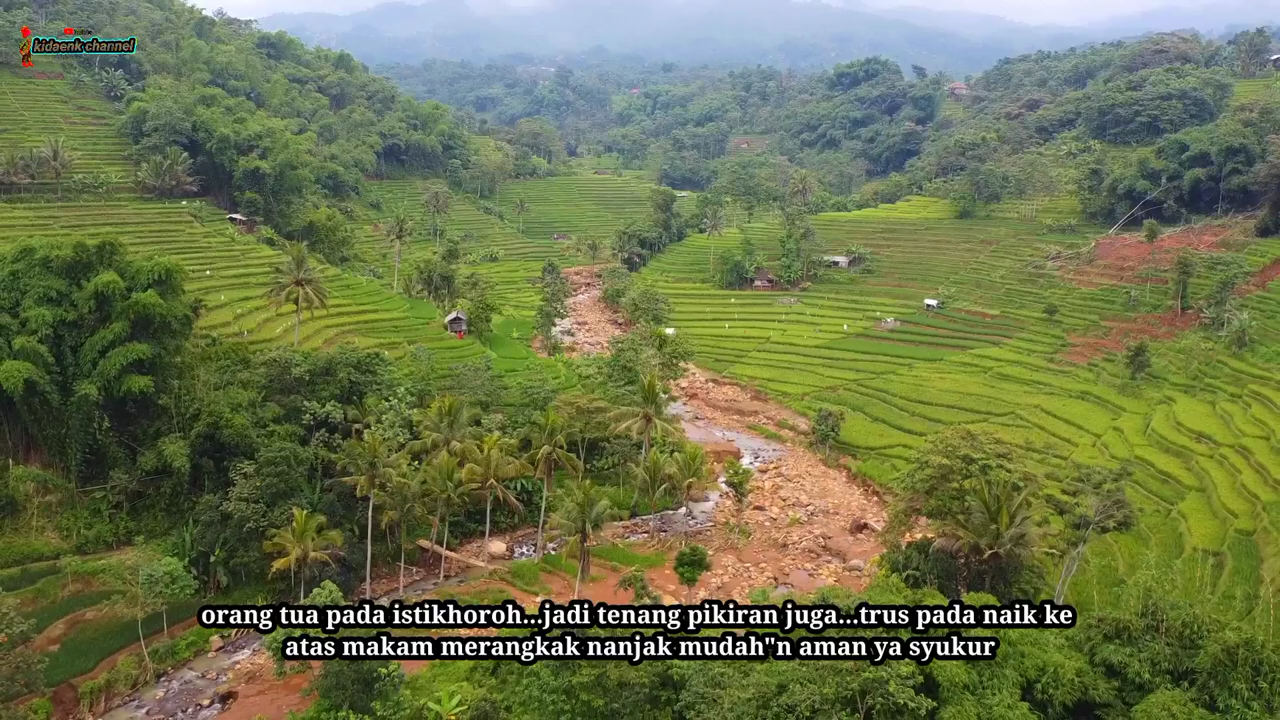 YouTube
kidaenk channel
orang tua pada istikhoroh...jadi tenang pikiran juga...trus pada naik ke
atas makam merangkak nanjak mudah"n aman ya syukur